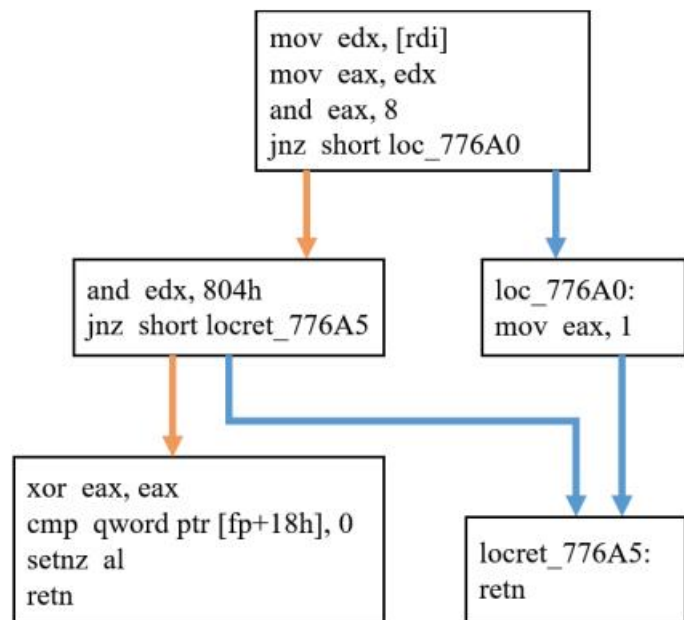 mov edx, [rdi]
mov eax, edx
and eax, 8
jnz short loc_776A0
and edx, 804h
jnz short locret_776A5
loc_776A0:
mov eax, 1
xor eax, eax
cmp qword ptr [fp+18h], 0
setnz al
retn
locret_776A5:
retn